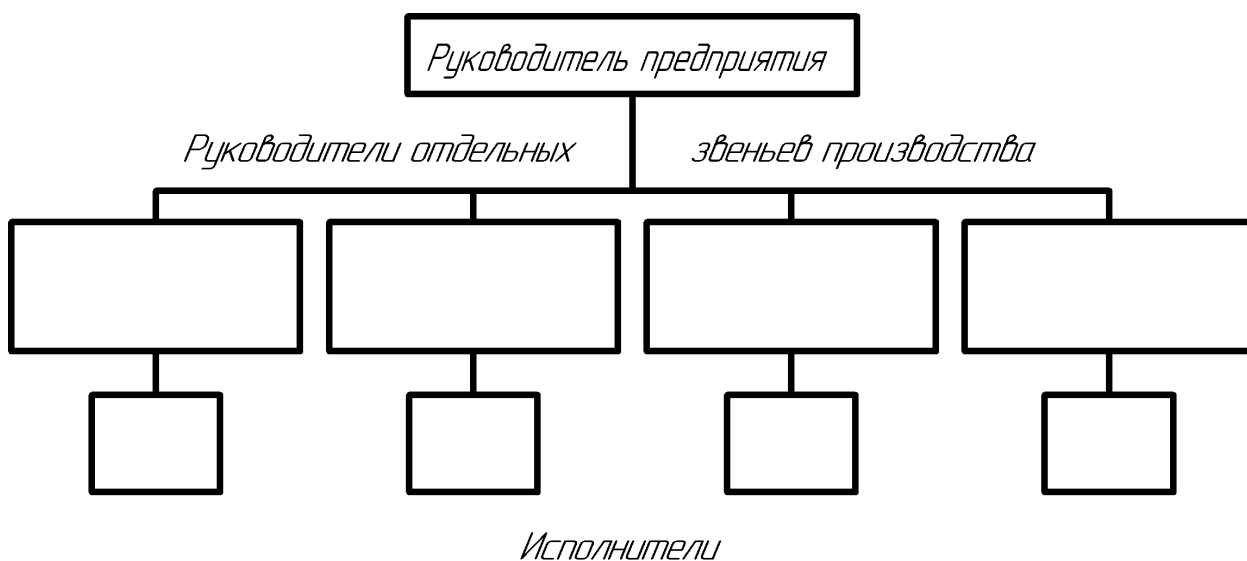 Руководитель предприятия
Руководители отдельных звеньев производства
Исполнители